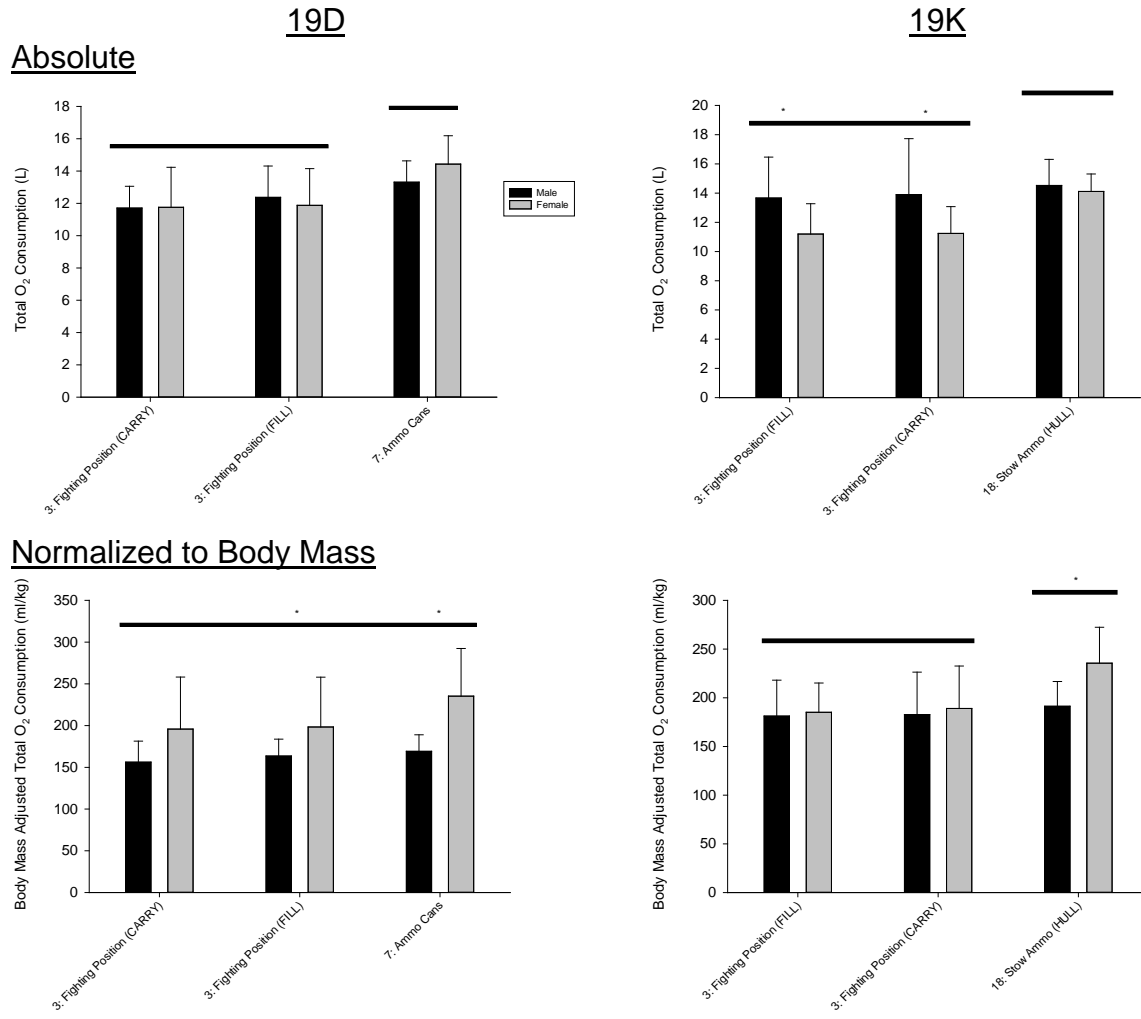 19D
19K
Absolute
Total O₂ Consumption (L)
18
16
14
12
10
8
6
4
2
0
3: Fighting Position (CARRY)
3: Fighting Position (FILL)
7: Ammo Cans
Male
Female
Total O₂ Consumption (L)
20
18
16
14
12
10
8
6
4
2
0
*
*
3: Fighting Position (FILL)
3: Fighting Position (CARRY)
18: Stow Ammo (HULL)
Normalized to Body Mass
Body Mass Adjusted Total O₂ Consumption (ml/kg)
350
300
250
200
150
100
50
0
*
*
3: Fighting Position (CARRY)
3: Fighting Position (FILL)
7: Ammo Cans
Body Mass Adjusted Total O₂ Consumption (ml/kg)
300
250
200
150
100
50
0
*
3: Fighting Position (FILL)
3: Fighting Position (CARRY)
18: Stow Ammo (HULL)